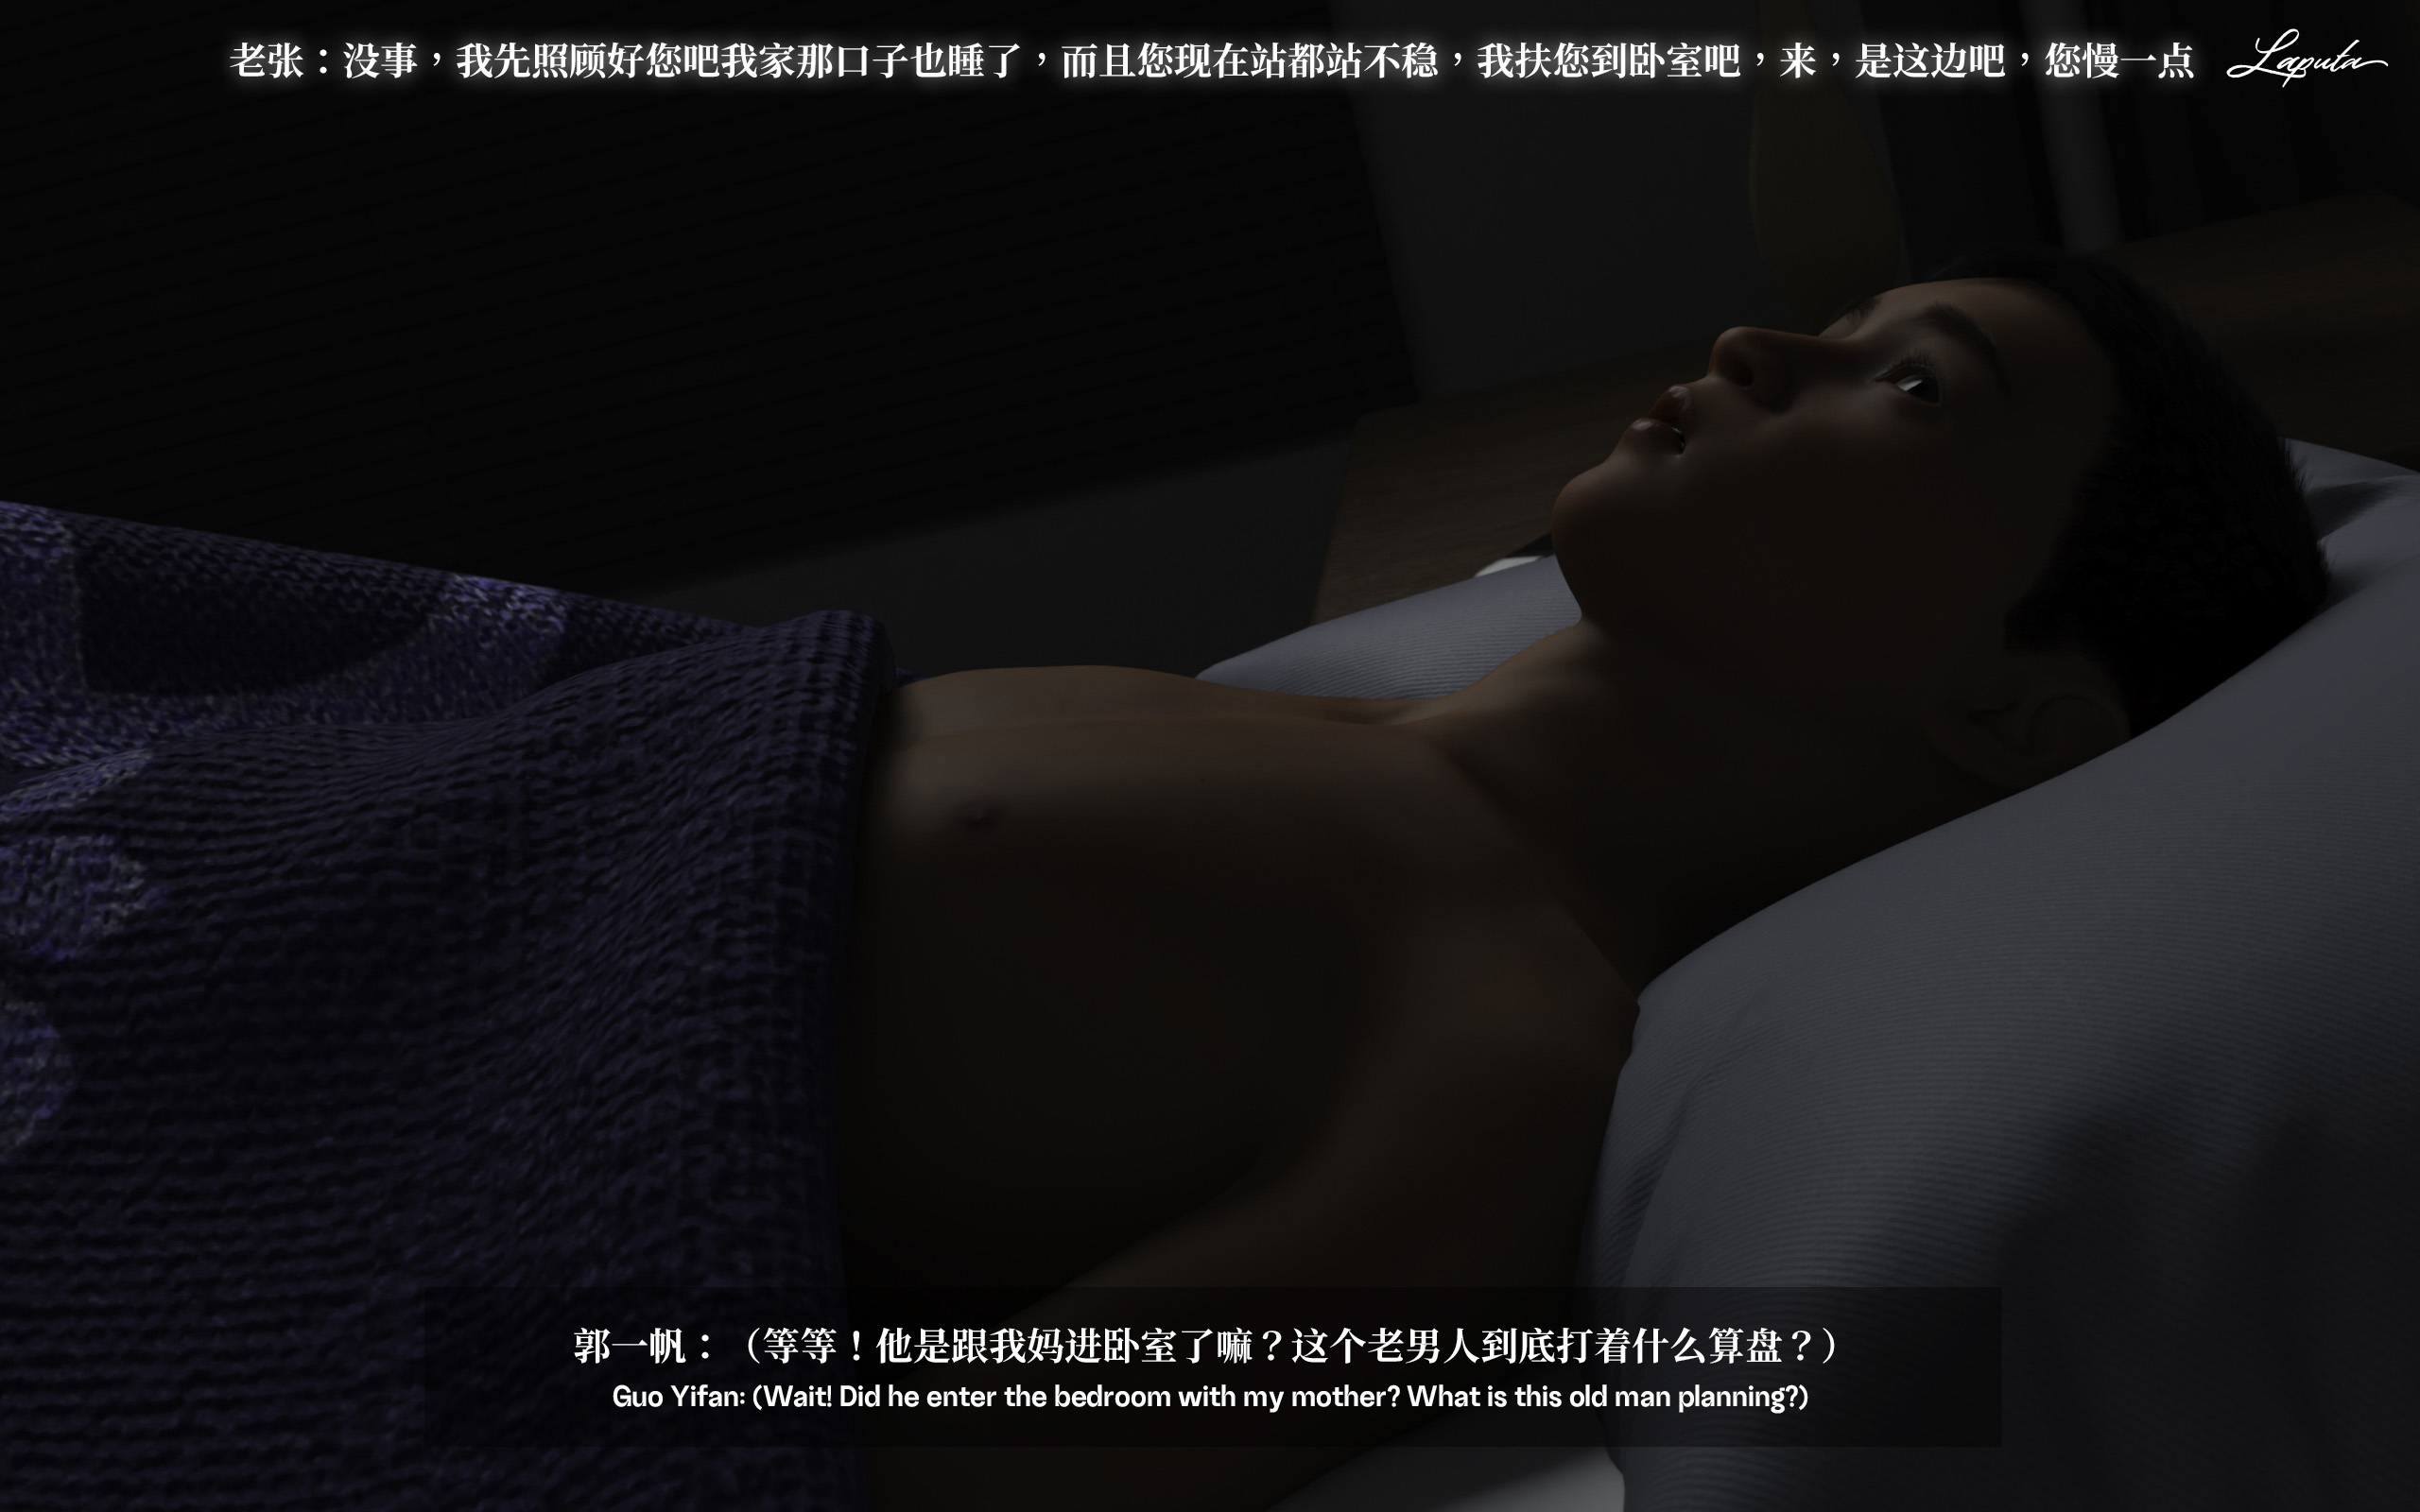 老张：没事，我先照顾好您吧我家那口子也睡了，而且您现在站都站不稳，我扶您到卧室吧，来，是这边吧，您慢一点
Laputa
郭一帆：（等等！他是跟我妈进卧室了嘛？这个老男人到底打着什么算盘？）
Guo Yifan: (Wait! Did he enter the bedroom with my mother? What is this old man planning?)